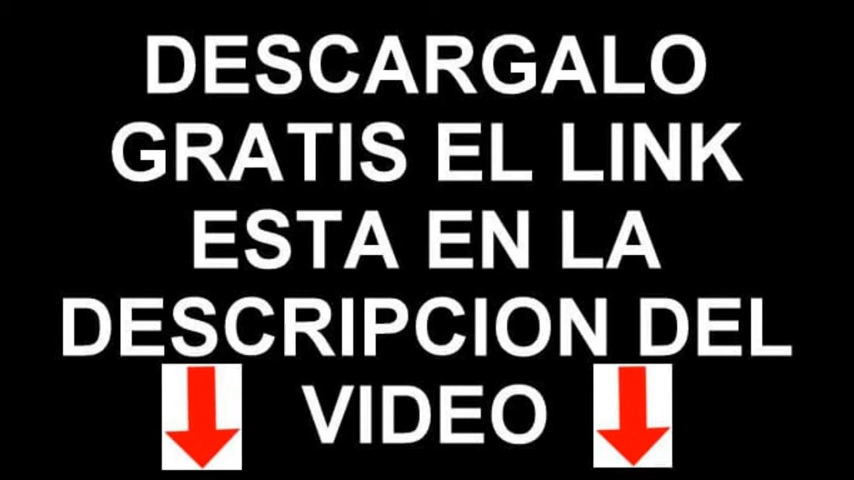 DESCARGALO
GRATIS EL LINK
ESTA EN LA
DESCRIPCION DEL
VIDEO